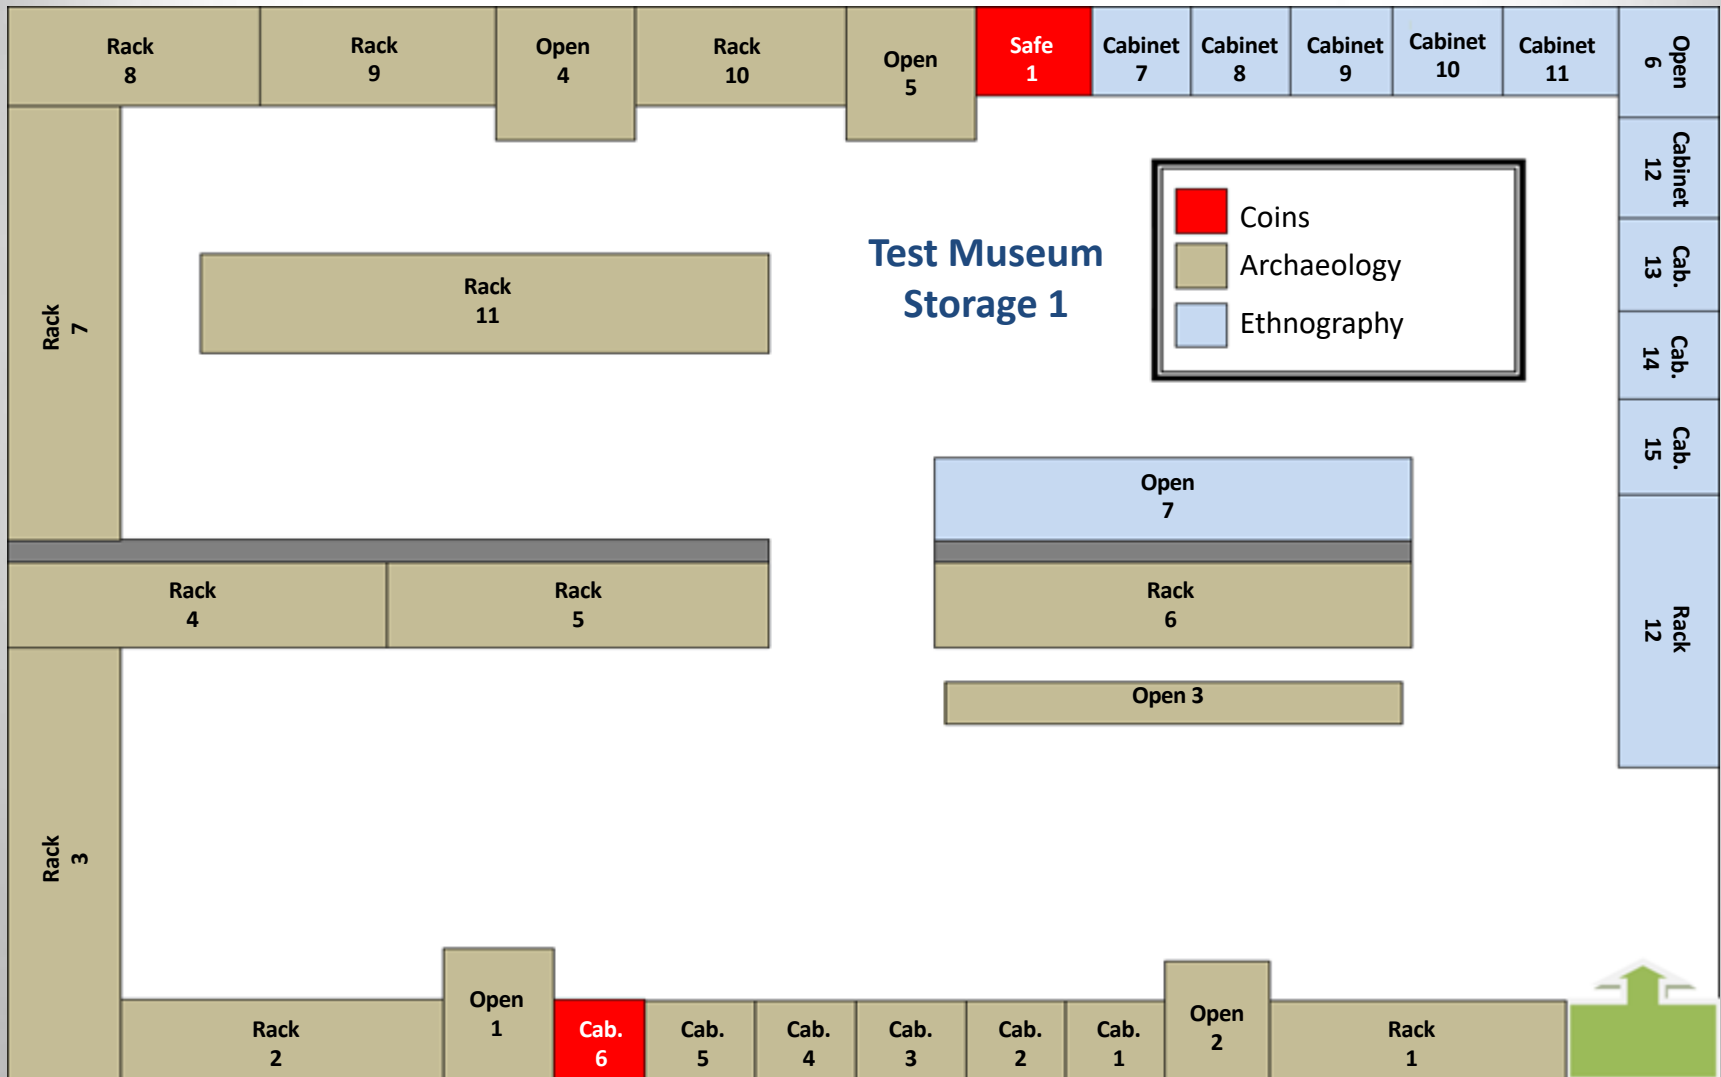 Rack
8
Rack
9
Open
4
Rack
10
Open
5
Safe
1
Cabinet
7
Cabinet
8
Cabinet
9
Cabinet
10
Cabinet
11
Open
6
Cabinet
12
Cab.
13
Cab.
14
Cab.
15
Rack
12
Rack
7
Rack
11
Test Museum
Storage 1
Coins
Archaeology
Ethnography
Open
7
Rack
4
Rack
5
Rack
6
Open 3
Rack
3
Rack
2
Open
1
Cab.
6
Cab.
5
Cab.
4
Cab.
3
Cab.
2
Cab.
1
Open
2
Rack
1